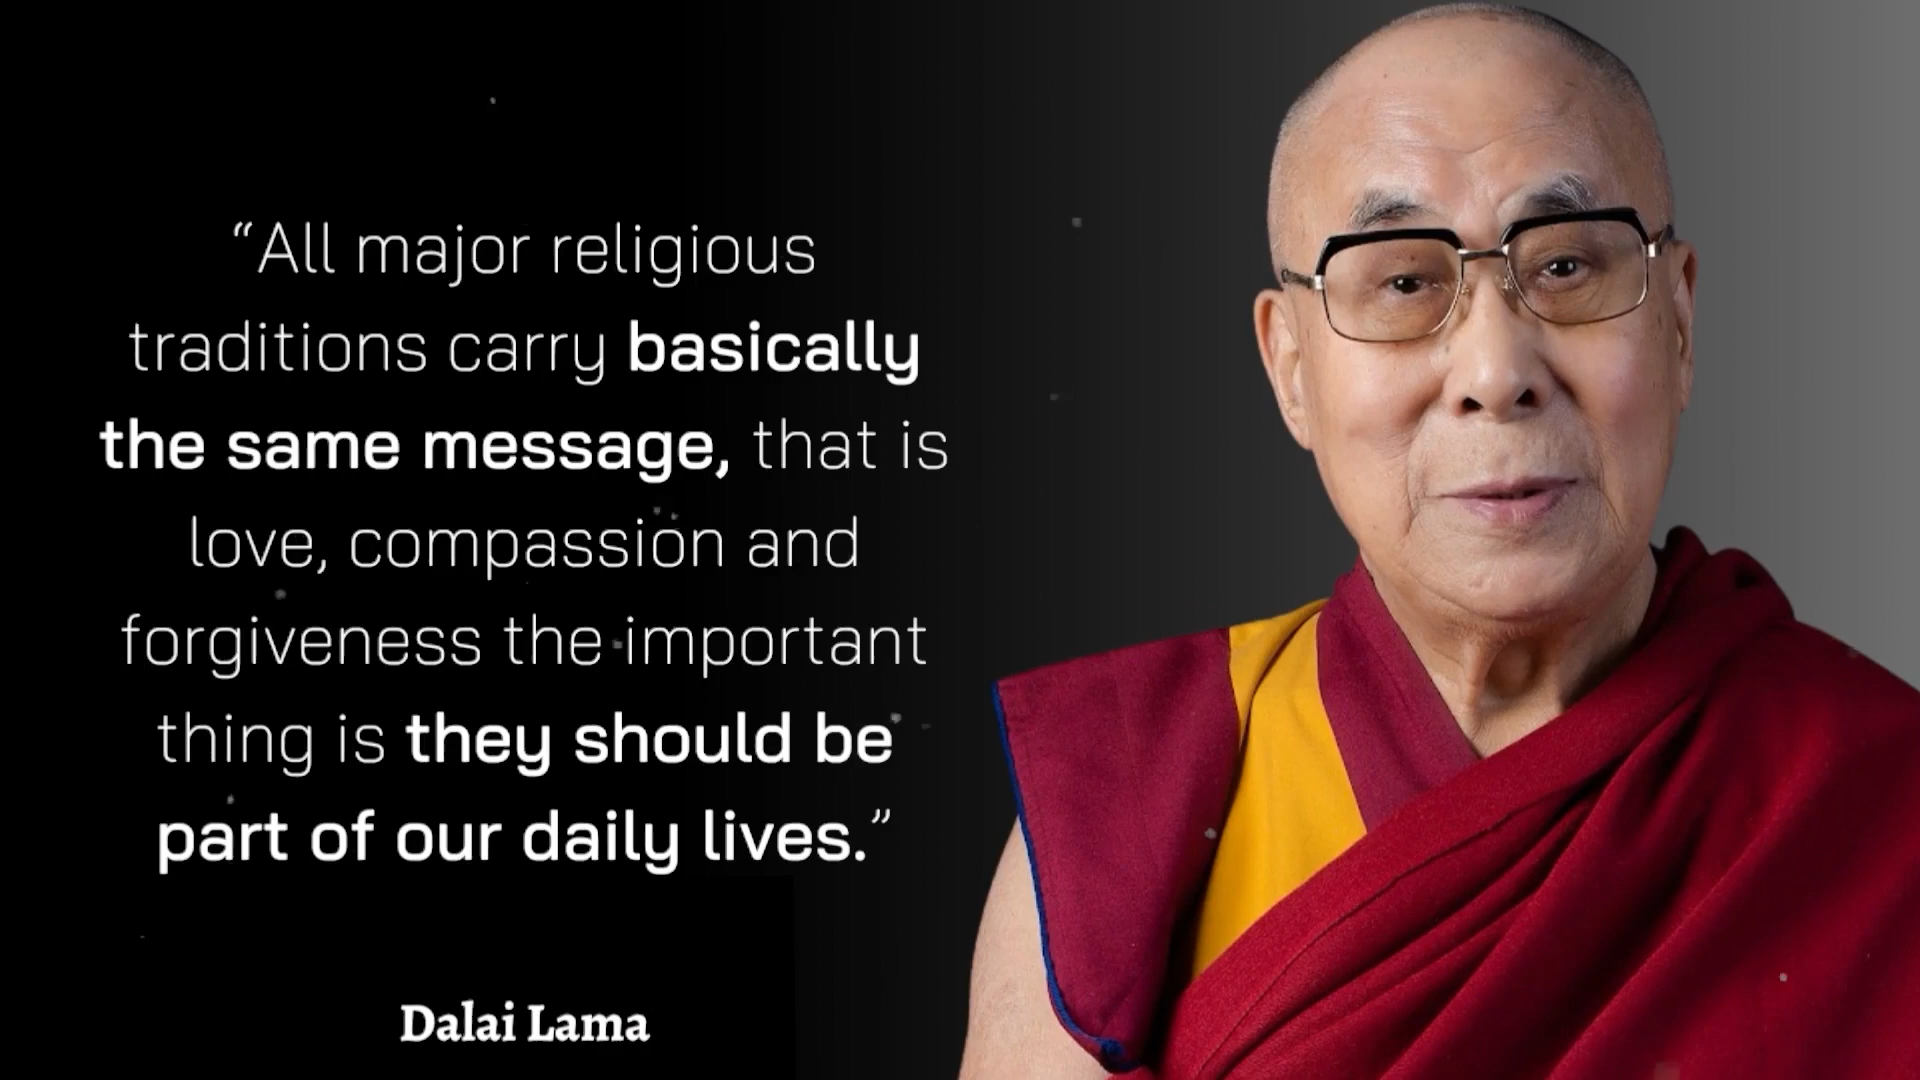 “All major religious
traditions carry basically
the same message, that is
love, compassion and
forgiveness the important
thing is they should be
part of our daily lives.”
Dalai Lama